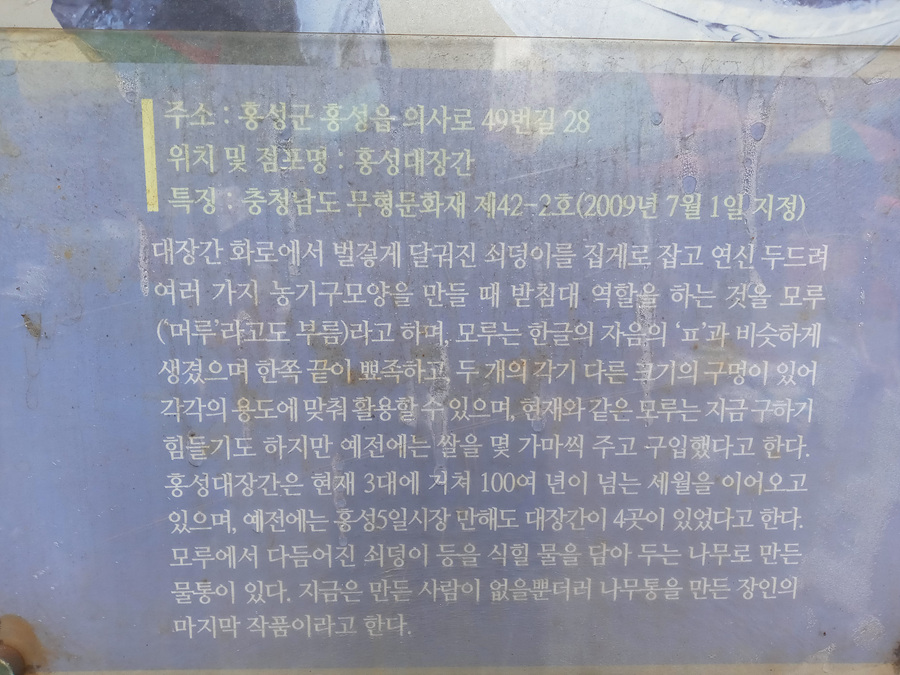 주소 : 홍성군 홍성읍 의사로 49번길 28
위치 및 점포명 : 홍성대장간
특징 : 충청남도 무형문화재 제42-2호(2009년 7월 1일 지정)
대장간 화로에서 벌겋게 달궈진 쇠덩이를 집게로 잡고 연신 두드려
여러 가지 농기구모양을 만들 때 받침대 역할을 하는 것을 모루
(‘머루’라고도 부름)라고 하며, 모루는 한글의 자음의 ‘ㅍ’과 비슷하게
생겼으며 한쪽 끝이 뾰족하고 두 개의 각기 다른 크기의 구멍이 있어
각각의 용도에 맞춰 활용할 수 있으며, 현재와 같은 모루는 지금 구하기
힘들기도 하지만 예전에는 쌀을 몇 가마씩 주고 구입했다고 한다.
홍성대장간은 현재 3대에 거쳐 100여 년이 넘는 세월을 이어오고
있으며, 예전에는 홍성5일시장 만해도 대장간이 4곳이 있었다고 한다.
모루에서 다듬어진 쇠덩이 등을 식힐 물을 담아 두는 나무로 만든
물통이 있다. 지금은 만든 사람이 없을뿐더러 나무통을 만든 장인의
마지막 작품이라고 한다.